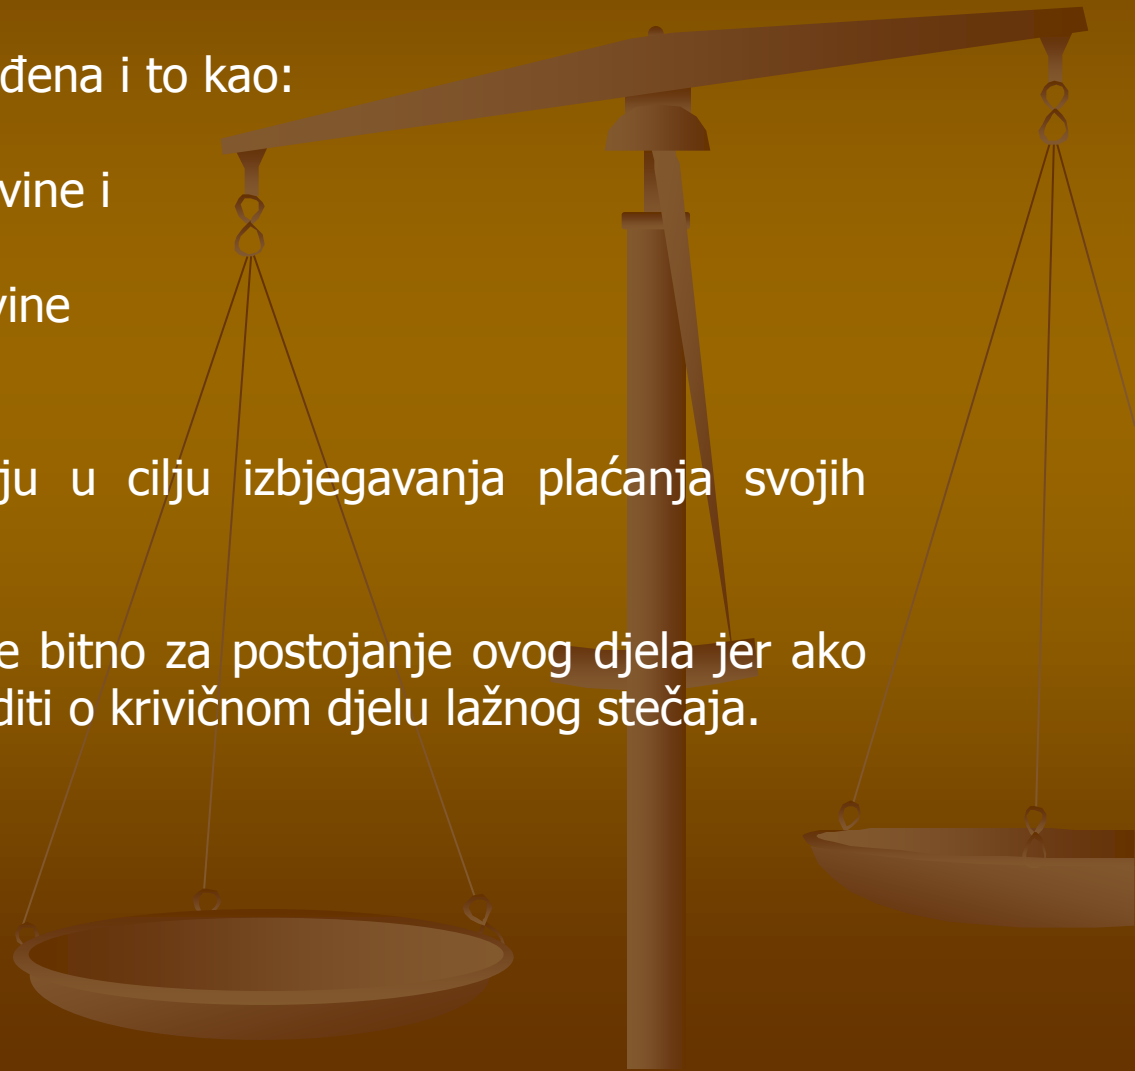 đena i to kao:
vine i
vine
ju u cilju izbjegavanja plaćanja svojih
e bitno za postojanje ovog djela jer ako
diti o krivičnom djelu lažnog stečaja.